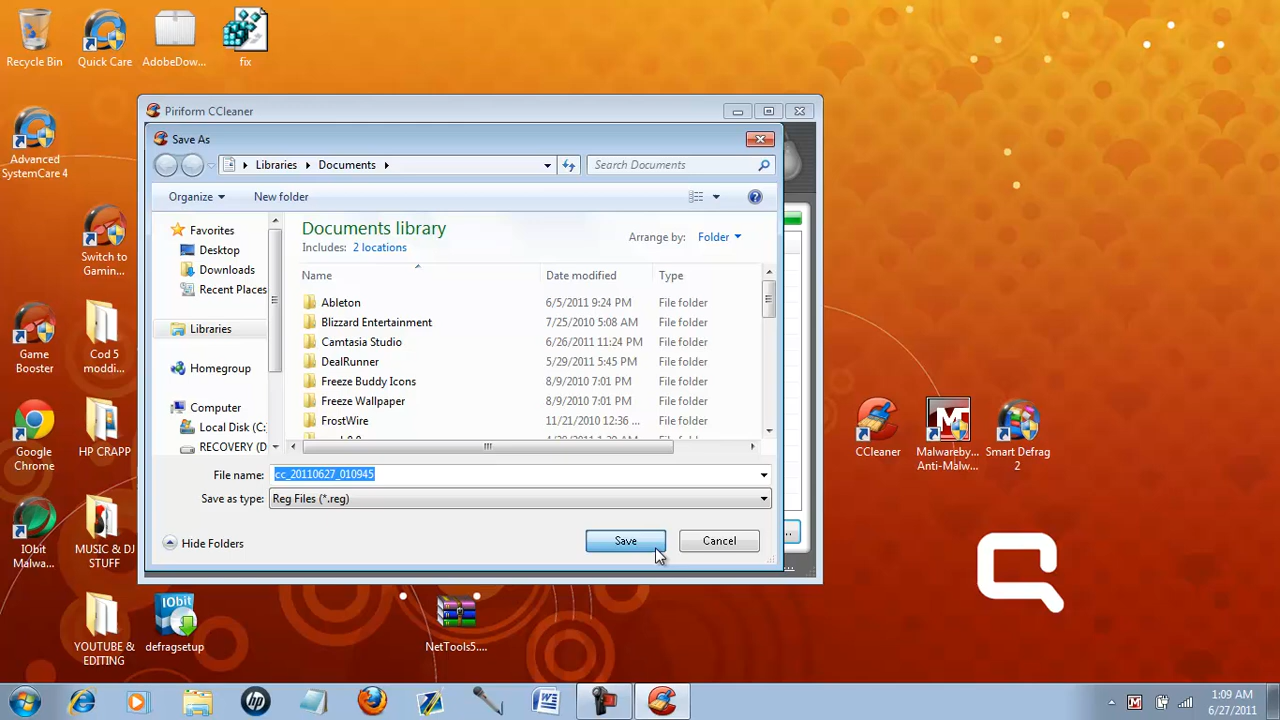 Recycle Bin
Quick Care
AdobeDow...
fix
Advanced
SystemCare 4
Switch to
Gamin...
Game
Booster
Cod 5
moddi...
Google
Chrome
HP CRAPP
IObit
Malwa...
MUSIC & DJ
STUFF
YOUTUBE &
EDITING
IObit
defragsetup
NetTools5....
CCleaner
Malwareby...
Anti-Malw...
Smart Defrag
2
Piriform CCleaner
Save As
Libraries
Documents
Search Documents
Organize
New folder
Favorites
Desktop
Downloads
Recent Places
Libraries
Homegroup
Computer
Local Disk (C:
RECOVERY (D
Documents library
Includes: 2 locations
Arrange by: Folder
Name Date modified Type
Ableton 6/5/2011 9:24 PM File folder
Blizzard Entertainment 7/25/2010 5:08 AM File folder
Camtasia Studio 6/26/2011 11:24 PM File folder
DealRunner 5/29/2011 5:45 PM File folder
Freeze Buddy Icons 8/9/2010 7:01 PM File folder
Freeze Wallpaper 8/9/2010 7:01 PM File folder
FrostWire 11/21/2010 12:36 ... File folder
File name: cc_20110627_010945
Save as type: Reg Files (*.reg)
Hide Folders
Save
Cancel
1:09 AM
6/27/2011